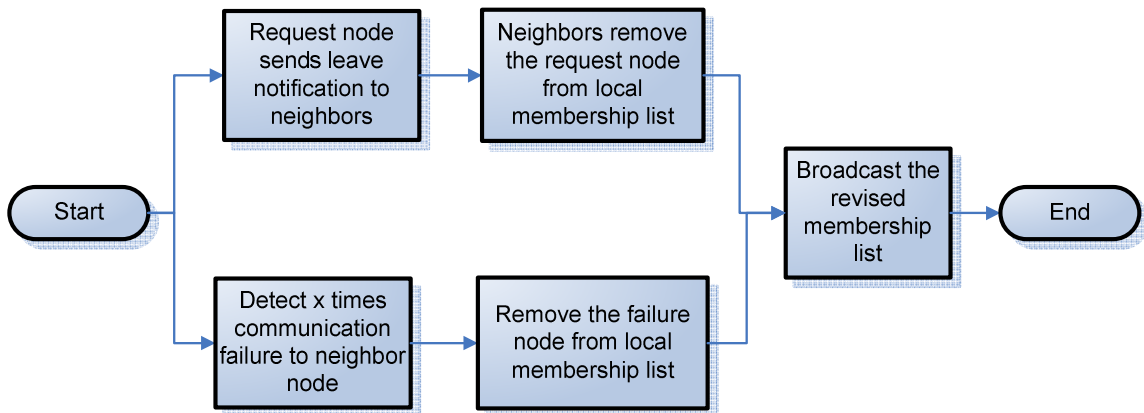 Request node
sends leave
notification to
neighbors
Neighbors remove
the request node
from local
membership list
Start
Broadcast the
revised
membership
list
End
Detect x times
communication
failure to neighbor
node
Remove the failure
node from local
membership list